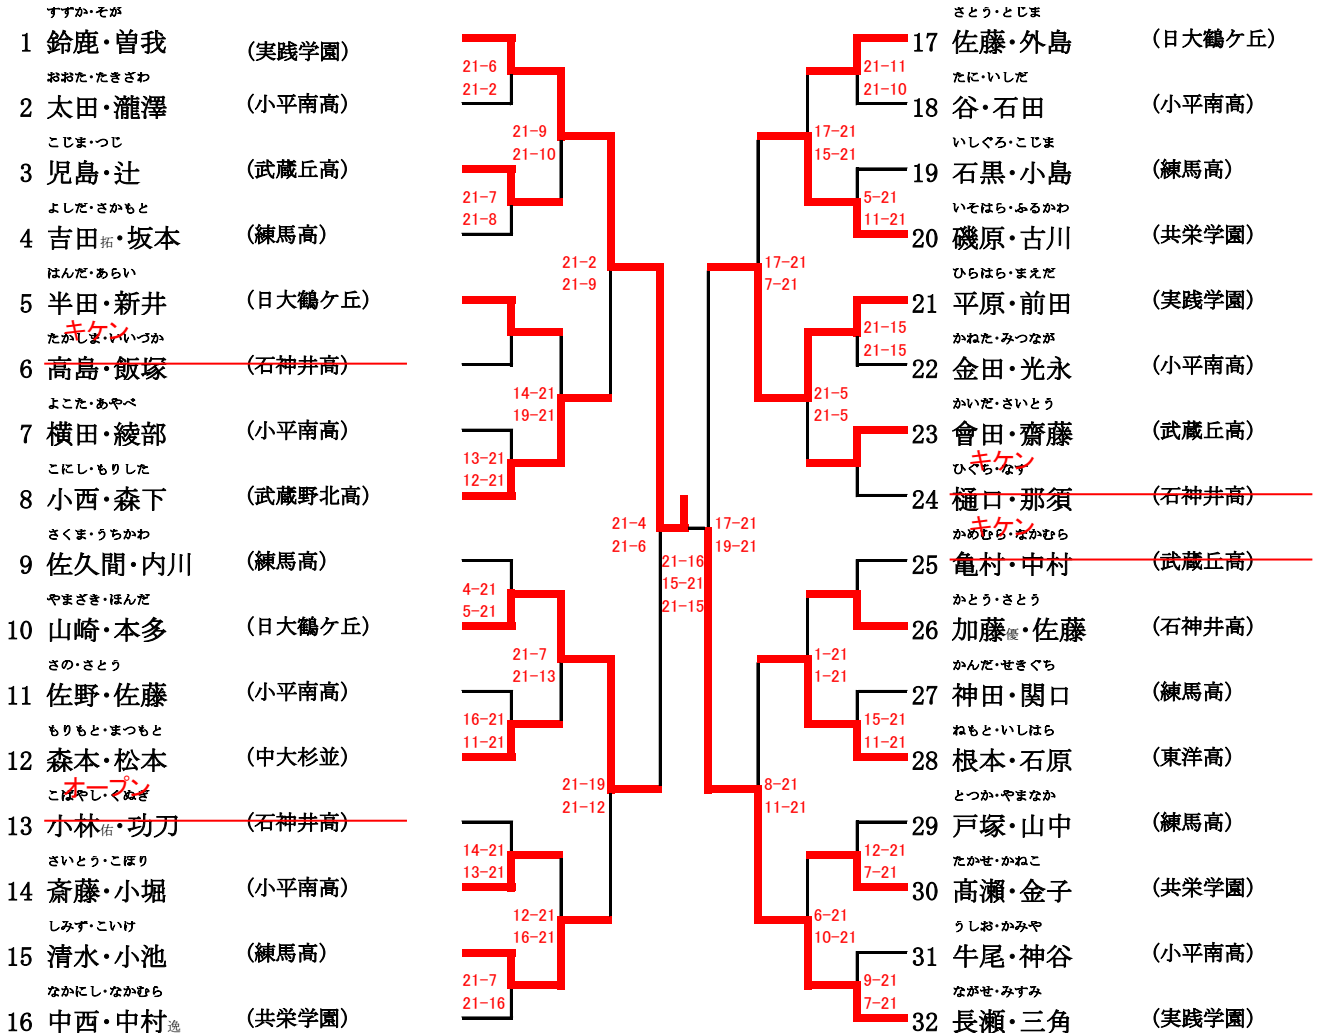 すずか・そが
1 鈴鹿・曽我 (実践学園)
おおた・たきざわ
2 太田・瀧澤 (小平南高)
こじま・つじ
3 児島・辻 (武蔵丘高)
よしだ・さかもと
4 吉田拓・坂本 (練馬高)
はんだ・あらい
5 半田・新井 (日大鶴ケ丘)
キケン
たかしま・いいづか
6 高島・飯塚 (石神井高)
よこた・あやべ
7 横田・綾部 (小平南高)
こにし・もりした
8 小西・森下 (武蔵野北高)
さくま・うちかわ
9 佐久間・内川 (練馬高)
やまざき・ほんだ
10 山崎・本多 (日大鶴ケ丘)
さの・さとう
11 佐野・佐藤 (小平南高)
もりもと・まつもと
12 森本・松本 (中大杉並)
オープン
こばやし・くぬぎ
13 小林佑・功刀 (石神井高)
さいとう・こほり
14 斎藤・小堀 (小平南高)
しみず・こいけ
15 清水・小池 (練馬高)
なかにし・なかむら
16 中西・中村逸 (共栄学園)
21-6
21-2
21-7
21-8
13-21
12-21
4-21
5-21
16-21
11-21
14-21
13-21
21-7
21-16
21-9
21-10
14-21
19-21
21-7
21-13
12-21
16-21
21-2
21-9
21-19
21-12
21-4
21-6
21-16
15-21
21-15
17-21
19-21
17-21
7-21
8-21
11-21
17-21
15-21
21-5
21-5
1-21
1-21
6-21
10-21
21-11
21-10
5-21
11-21
21-15
21-15
15-21
11-21
12-21
7-21
9-21
7-21
さとう・とじま
17 佐藤・外島 (日大鶴ケ丘)
たに・いしだ
18 谷・石田 (小平南高)
いしぐろ・こじま
19 石黒・小島 (練馬高)
いそはら・ふるかわ
20 磯原・古川 (共栄学園)
ひらはら・まえだ
21 平原・前田 (実践学園)
かねた・みつなが
22 金田・光永 (小平南高)
かいだ・さいとう
23 會田・齋藤 (武蔵丘高)
キケン
ひぐち・なす
24 樋口・那須 (石神井高)
キケン
かめむら・なかむら
25 亀村・中村 (武蔵丘高)
かとう・さとう
26 加藤優・佐藤 (石神井高)
かんだ・せきぐち
27 神田・関口 (練馬高)
ねもと・いしはら
28 根本・石原 (東洋高)
とつか・やまなか
29 戸塚・山中 (練馬高)
たかせ・かねこ
30 髙瀬・金子 (共栄学園)
うしお・かみや
31 牛尾・神谷 (小平南高)
ながせ・みすみ
32 長瀬・三角 (実践学園)